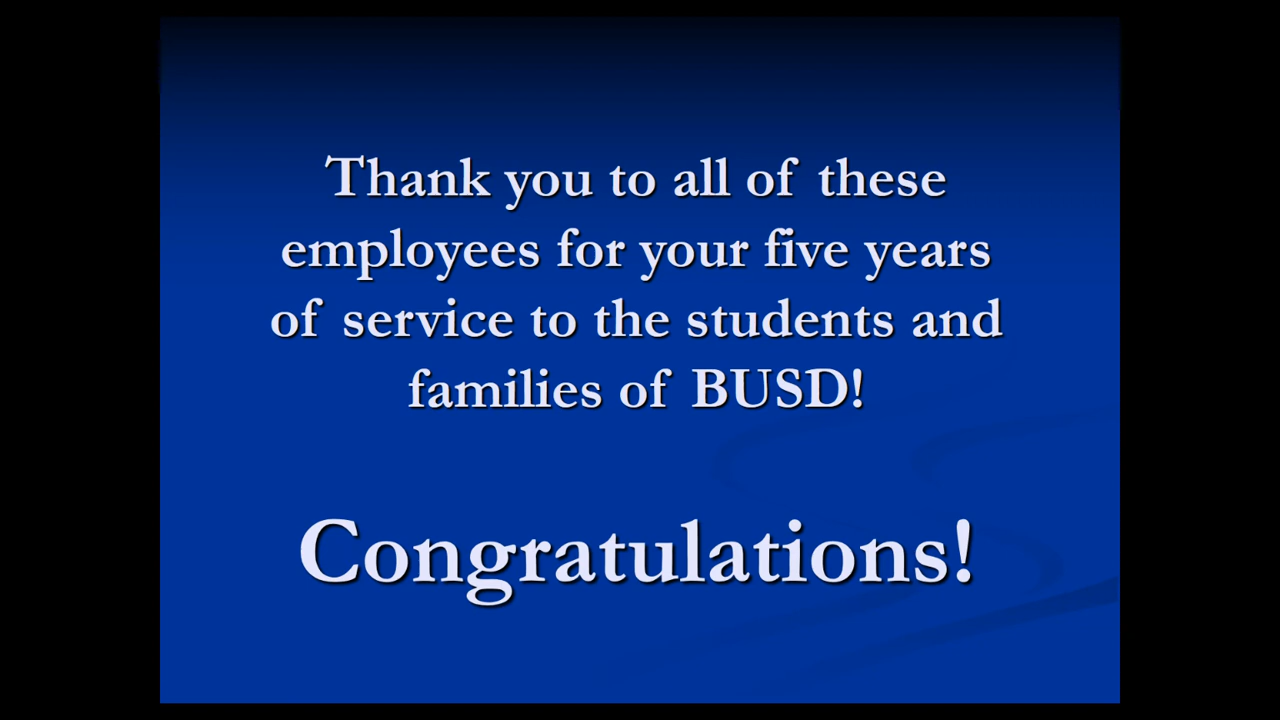 Thank you to all of these
employees for your five years
of service to the students and
families of BUSD!
Congratulations!